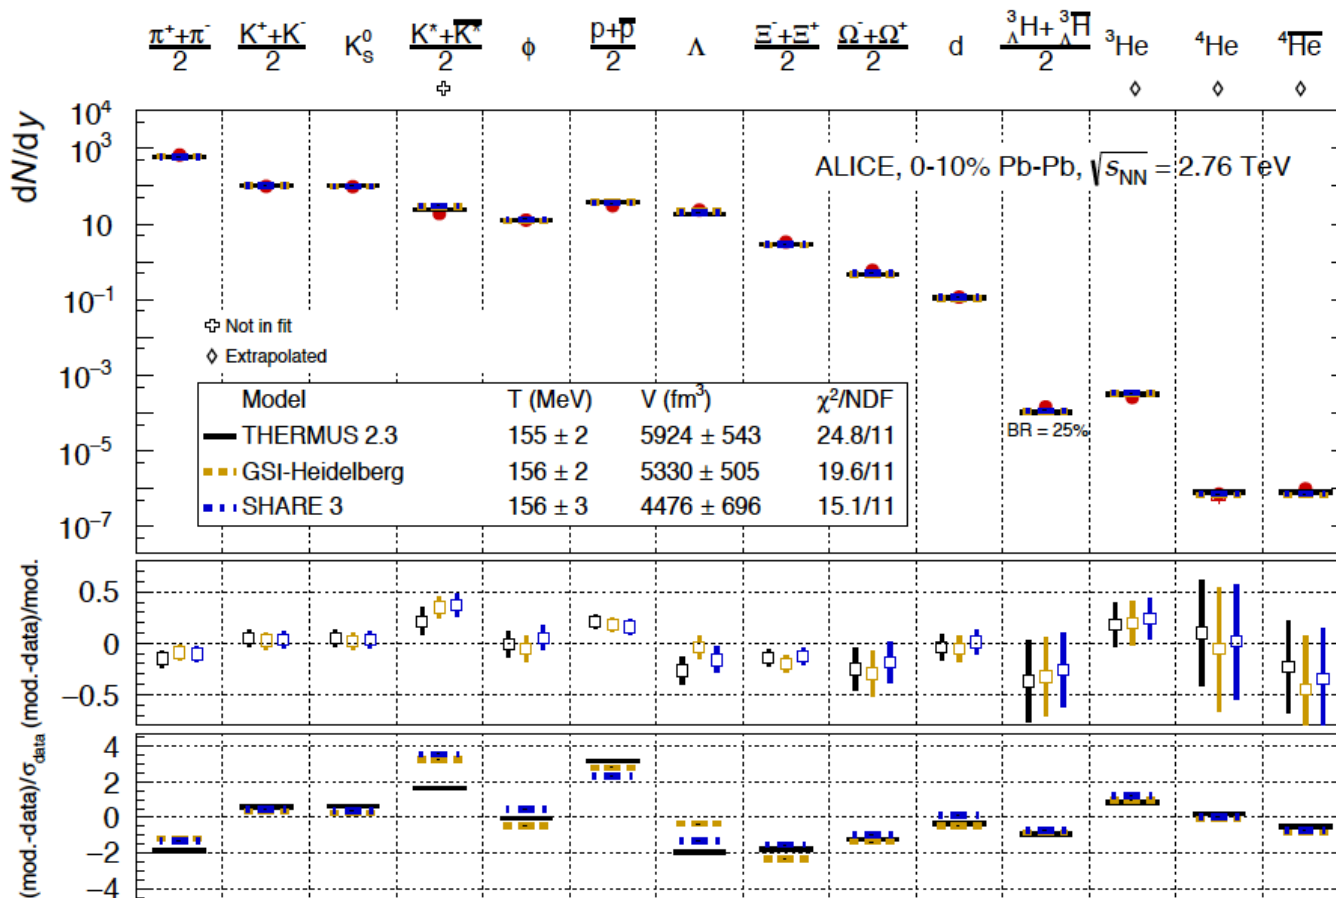 π⁺+π⁻/2 K⁺+K⁻/2 K⁰S K*+K̅*̅/2 ϕ p+p̅/2 Λ Ξ⁻+Ξ⁺/2 Ω⁻+Ω⁺/2 d ³ΛH+³ΛH̅/2 ³He ⁴He ⁴H̅e̅
dN/dy
10⁴
10³
10
10⁻¹
10⁻³
10⁻⁵
10⁻⁷
ALICE, 0-10% Pb-Pb, √sNN = 2.76 TeV
Not in fit
Extrapolated
Model T (MeV) V (fm³) χ²/NDF
THERMUS 2.3 155 ± 2 5924 ± 543 24.8/11
GSI-Heidelberg 156 ± 2 5330 ± 505 19.6/11
SHARE 3 156 ± 3 4476 ± 696 15.1/11
BR = 25%
(mod.-data)/mod.
0.5
0
−0.5
(mod.-data)/σdata
4
2
0
−2
−4